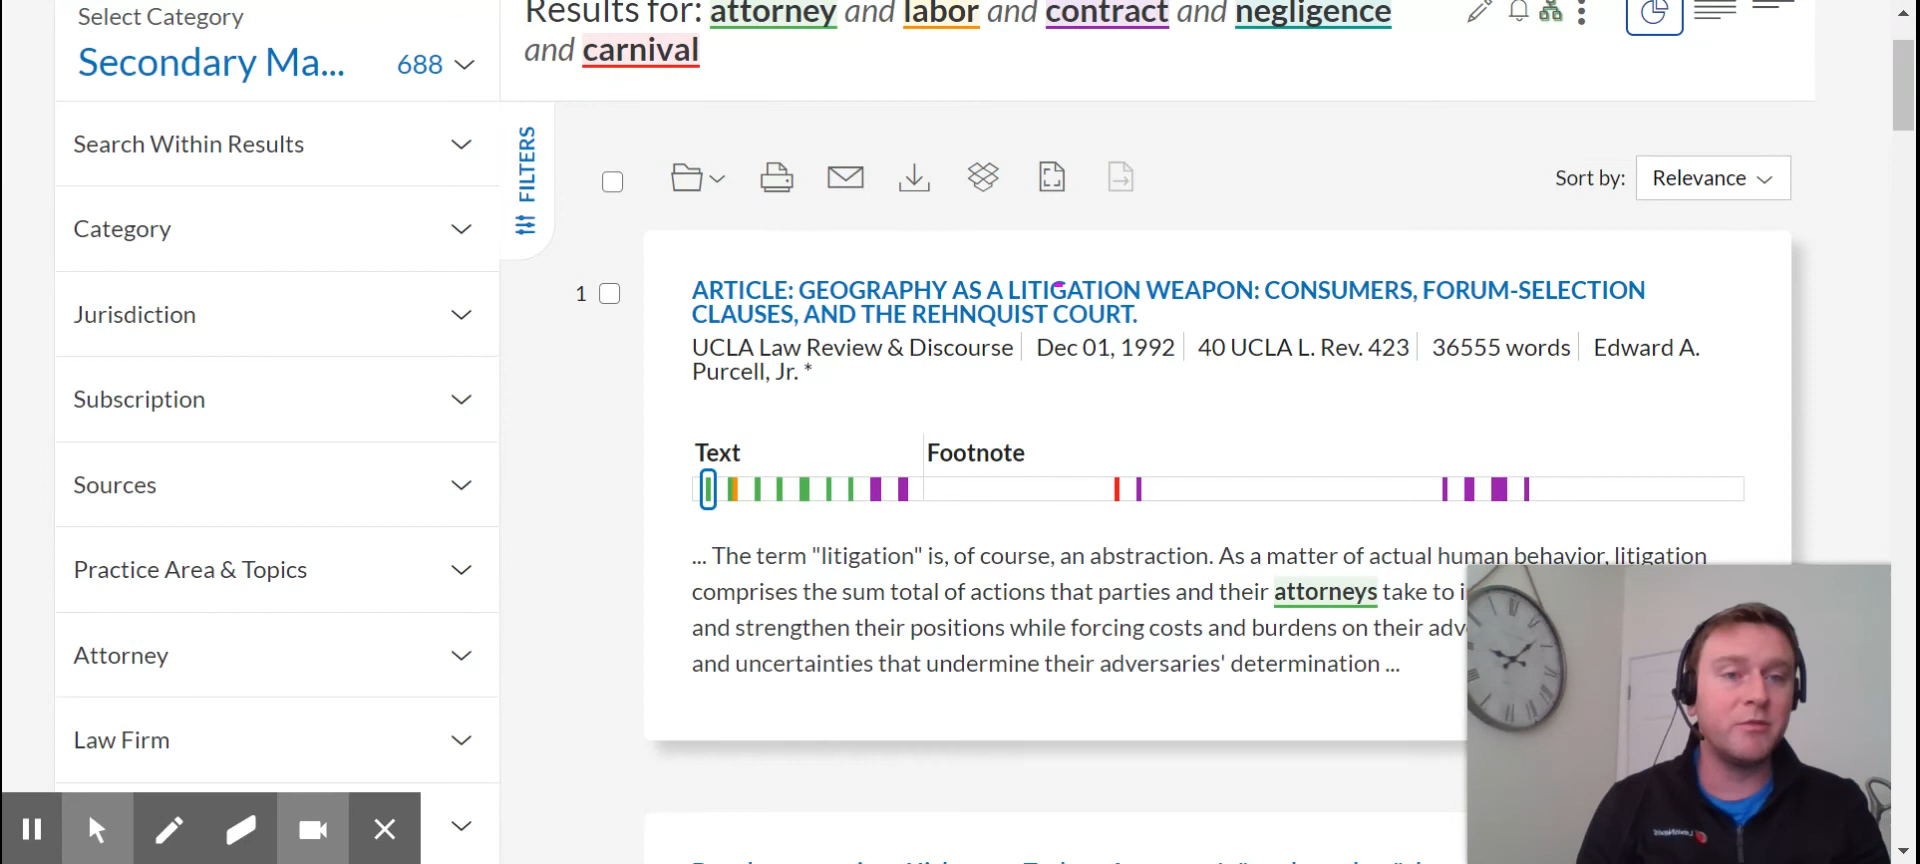 Select Category
Secondary Ma... 688
Results for: attorney and labor and contract and negligence
and carnival
Search Within Results
Category
Jurisdiction
Subscription
Sources
Practice Area & Topics
Attorney
Law Firm
FILTERS
Sort by: Relevance
1
ARTICLE: GEOGRAPHY AS A LITIGATION WEAPON: CONSUMERS, FORUM-SELECTION
CLAUSES, AND THE REHNQUIST COURT.
UCLA Law Review & Discourse Dec 01, 1992 40 UCLA L. Rev. 423 36555 words Edward A.
Purcell, Jr. *
Text Footnote
... The term "litigation" is, of course, an abstraction. As a matter of actual human behavior, litigation
comprises the sum total of actions that parties and their attorneys take to i
and strengthen their positions while forcing costs and burdens on their adv
and uncertainties that undermine their adversaries' determination ...